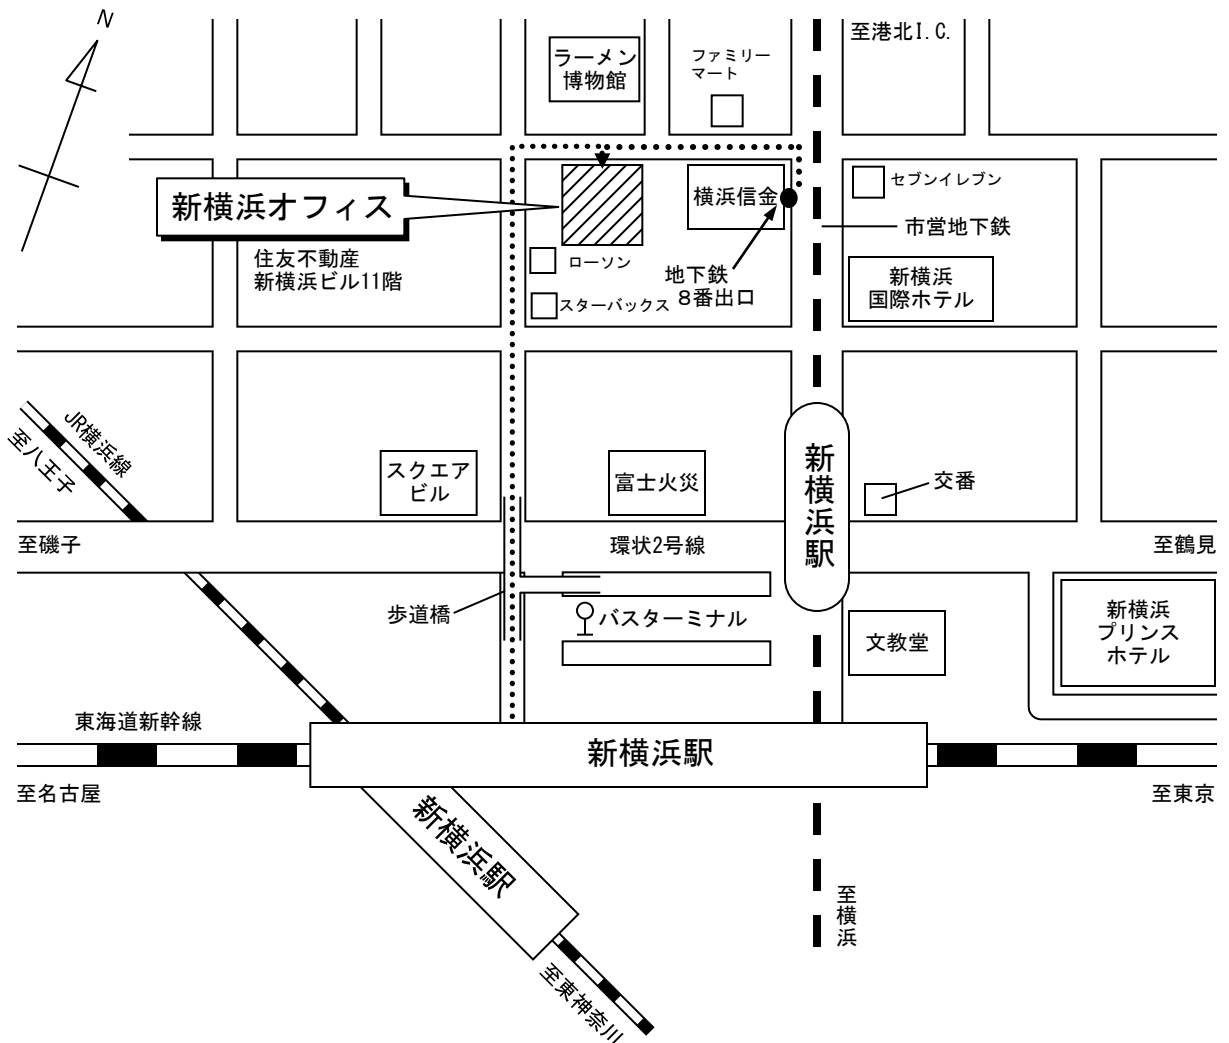 N
至港北I.C.
ラーメン
博物館
ファミリー
マート
新横浜オフィス
横浜信金
セブンイレブン
市営地下鉄
住友不動産
新横浜ビル11階
ローソン
地下鉄
8番出口
新横浜
国際ホテル
スターバックス
JR横浜線
至八王子
スクエア
ビル
富士火災
新横浜駅
交番
至磯子
環状2号線
至鶴見
歩道橋
バスターミナル
文教堂
新横浜
プリンス
ホテル
東海道新幹線
新横浜駅
至名古屋
至東京
新横浜駅
至横浜
至東神奈川